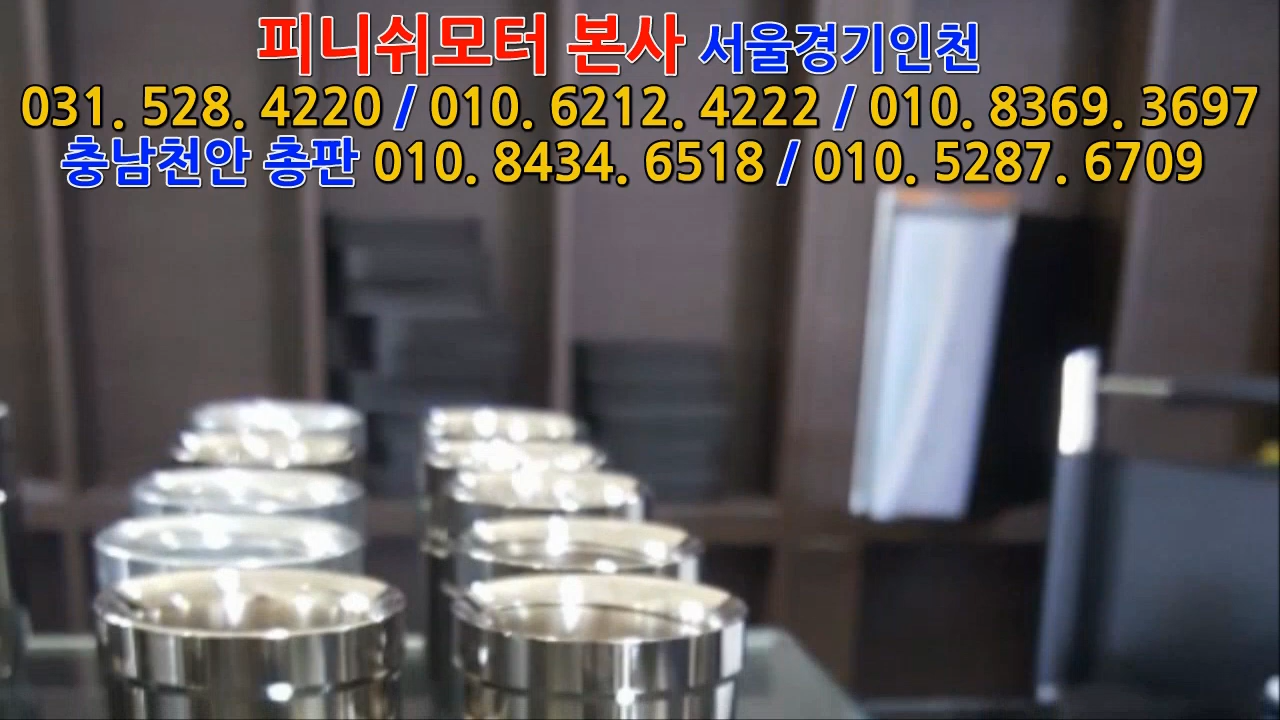 피니쉬모터 본사 서울경기인천
031. 528. 4220 / 010. 6212. 4222 / 010. 8369. 3697
충남천안 총판 010. 8434. 6518 / 010. 5287. 6709